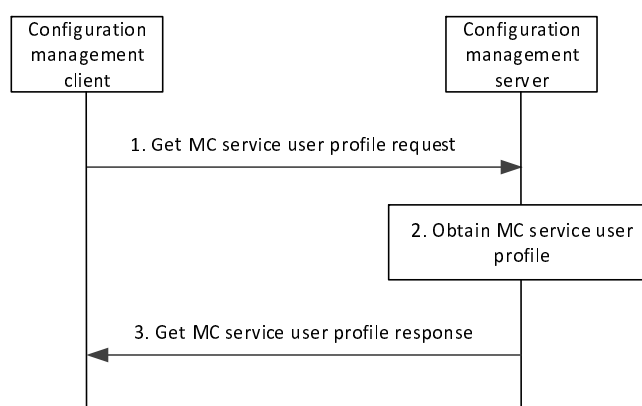 Configuration
management
client
Configuration
management
server
1. Get MC service user profile request
2. Obtain MC service user
profile
3. Get MC service user profile response